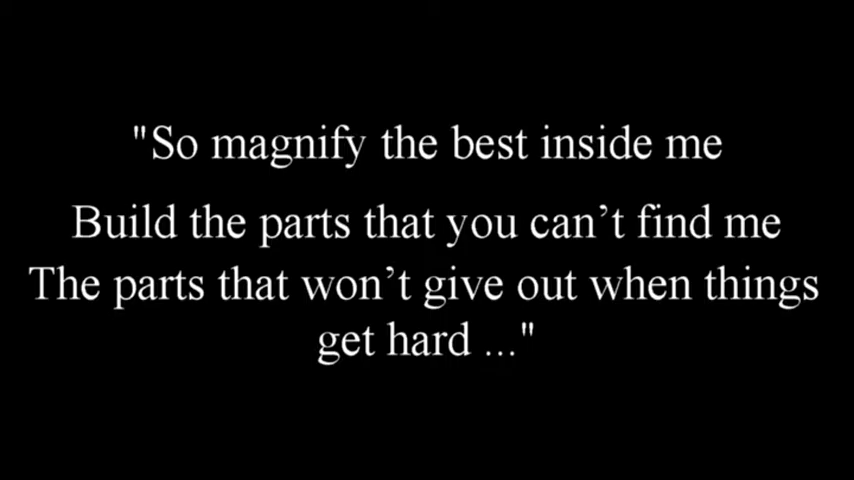 "So magnify the best inside me
Build the parts that you can’t find me
The parts that won’t give out when things
get hard ..."